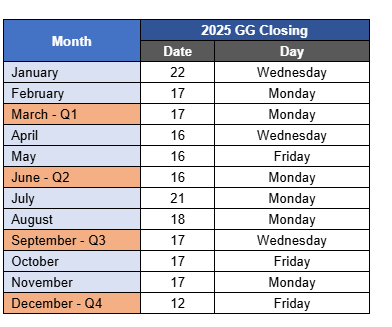 Month 2025 GG Closing
Date Day
January 22 Wednesday
February 17 Monday
March - Q1 17 Monday
April 16 Wednesday
May 16 Friday
June - Q2 16 Monday
July 21 Monday
August 18 Monday
September - Q3 17 Wednesday
October 17 Friday
November 17 Monday
December - Q4 12 Friday